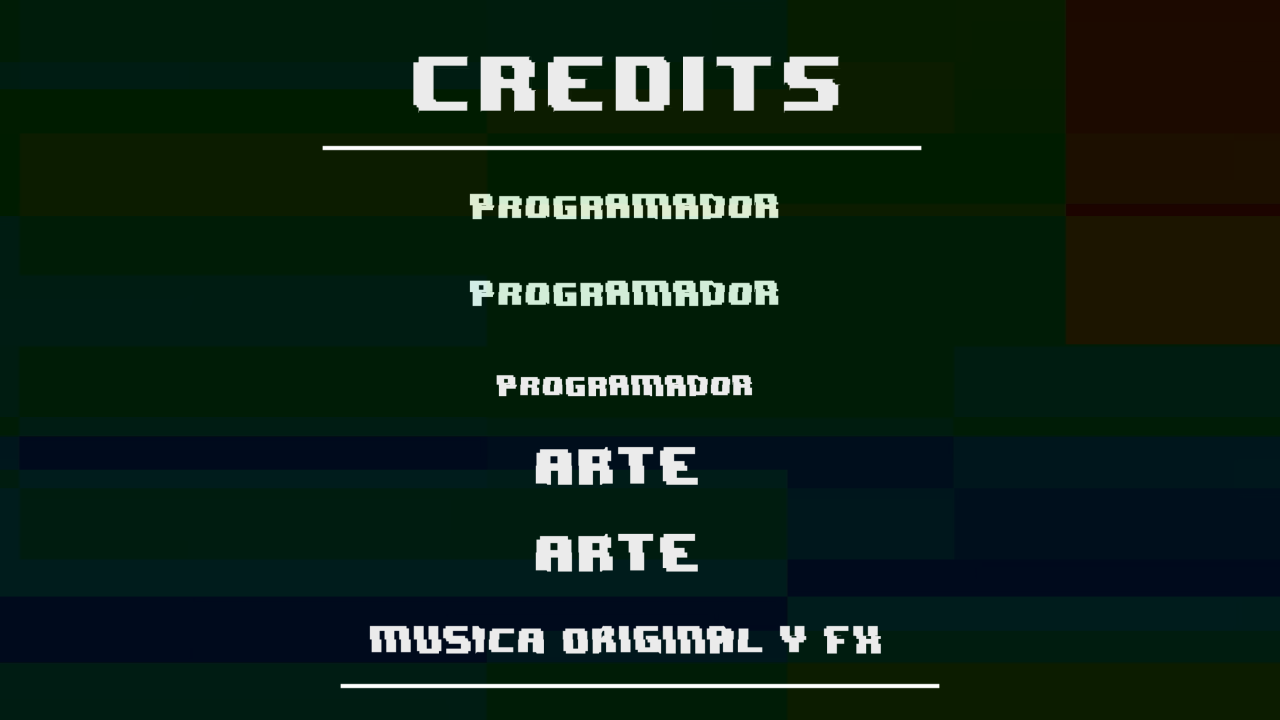 CREDITS
PROGRAMADOR
PROGRAMADOR
PROGRAMADOR
ARTE
ARTE
MUSICA ORIGINAL Y FX